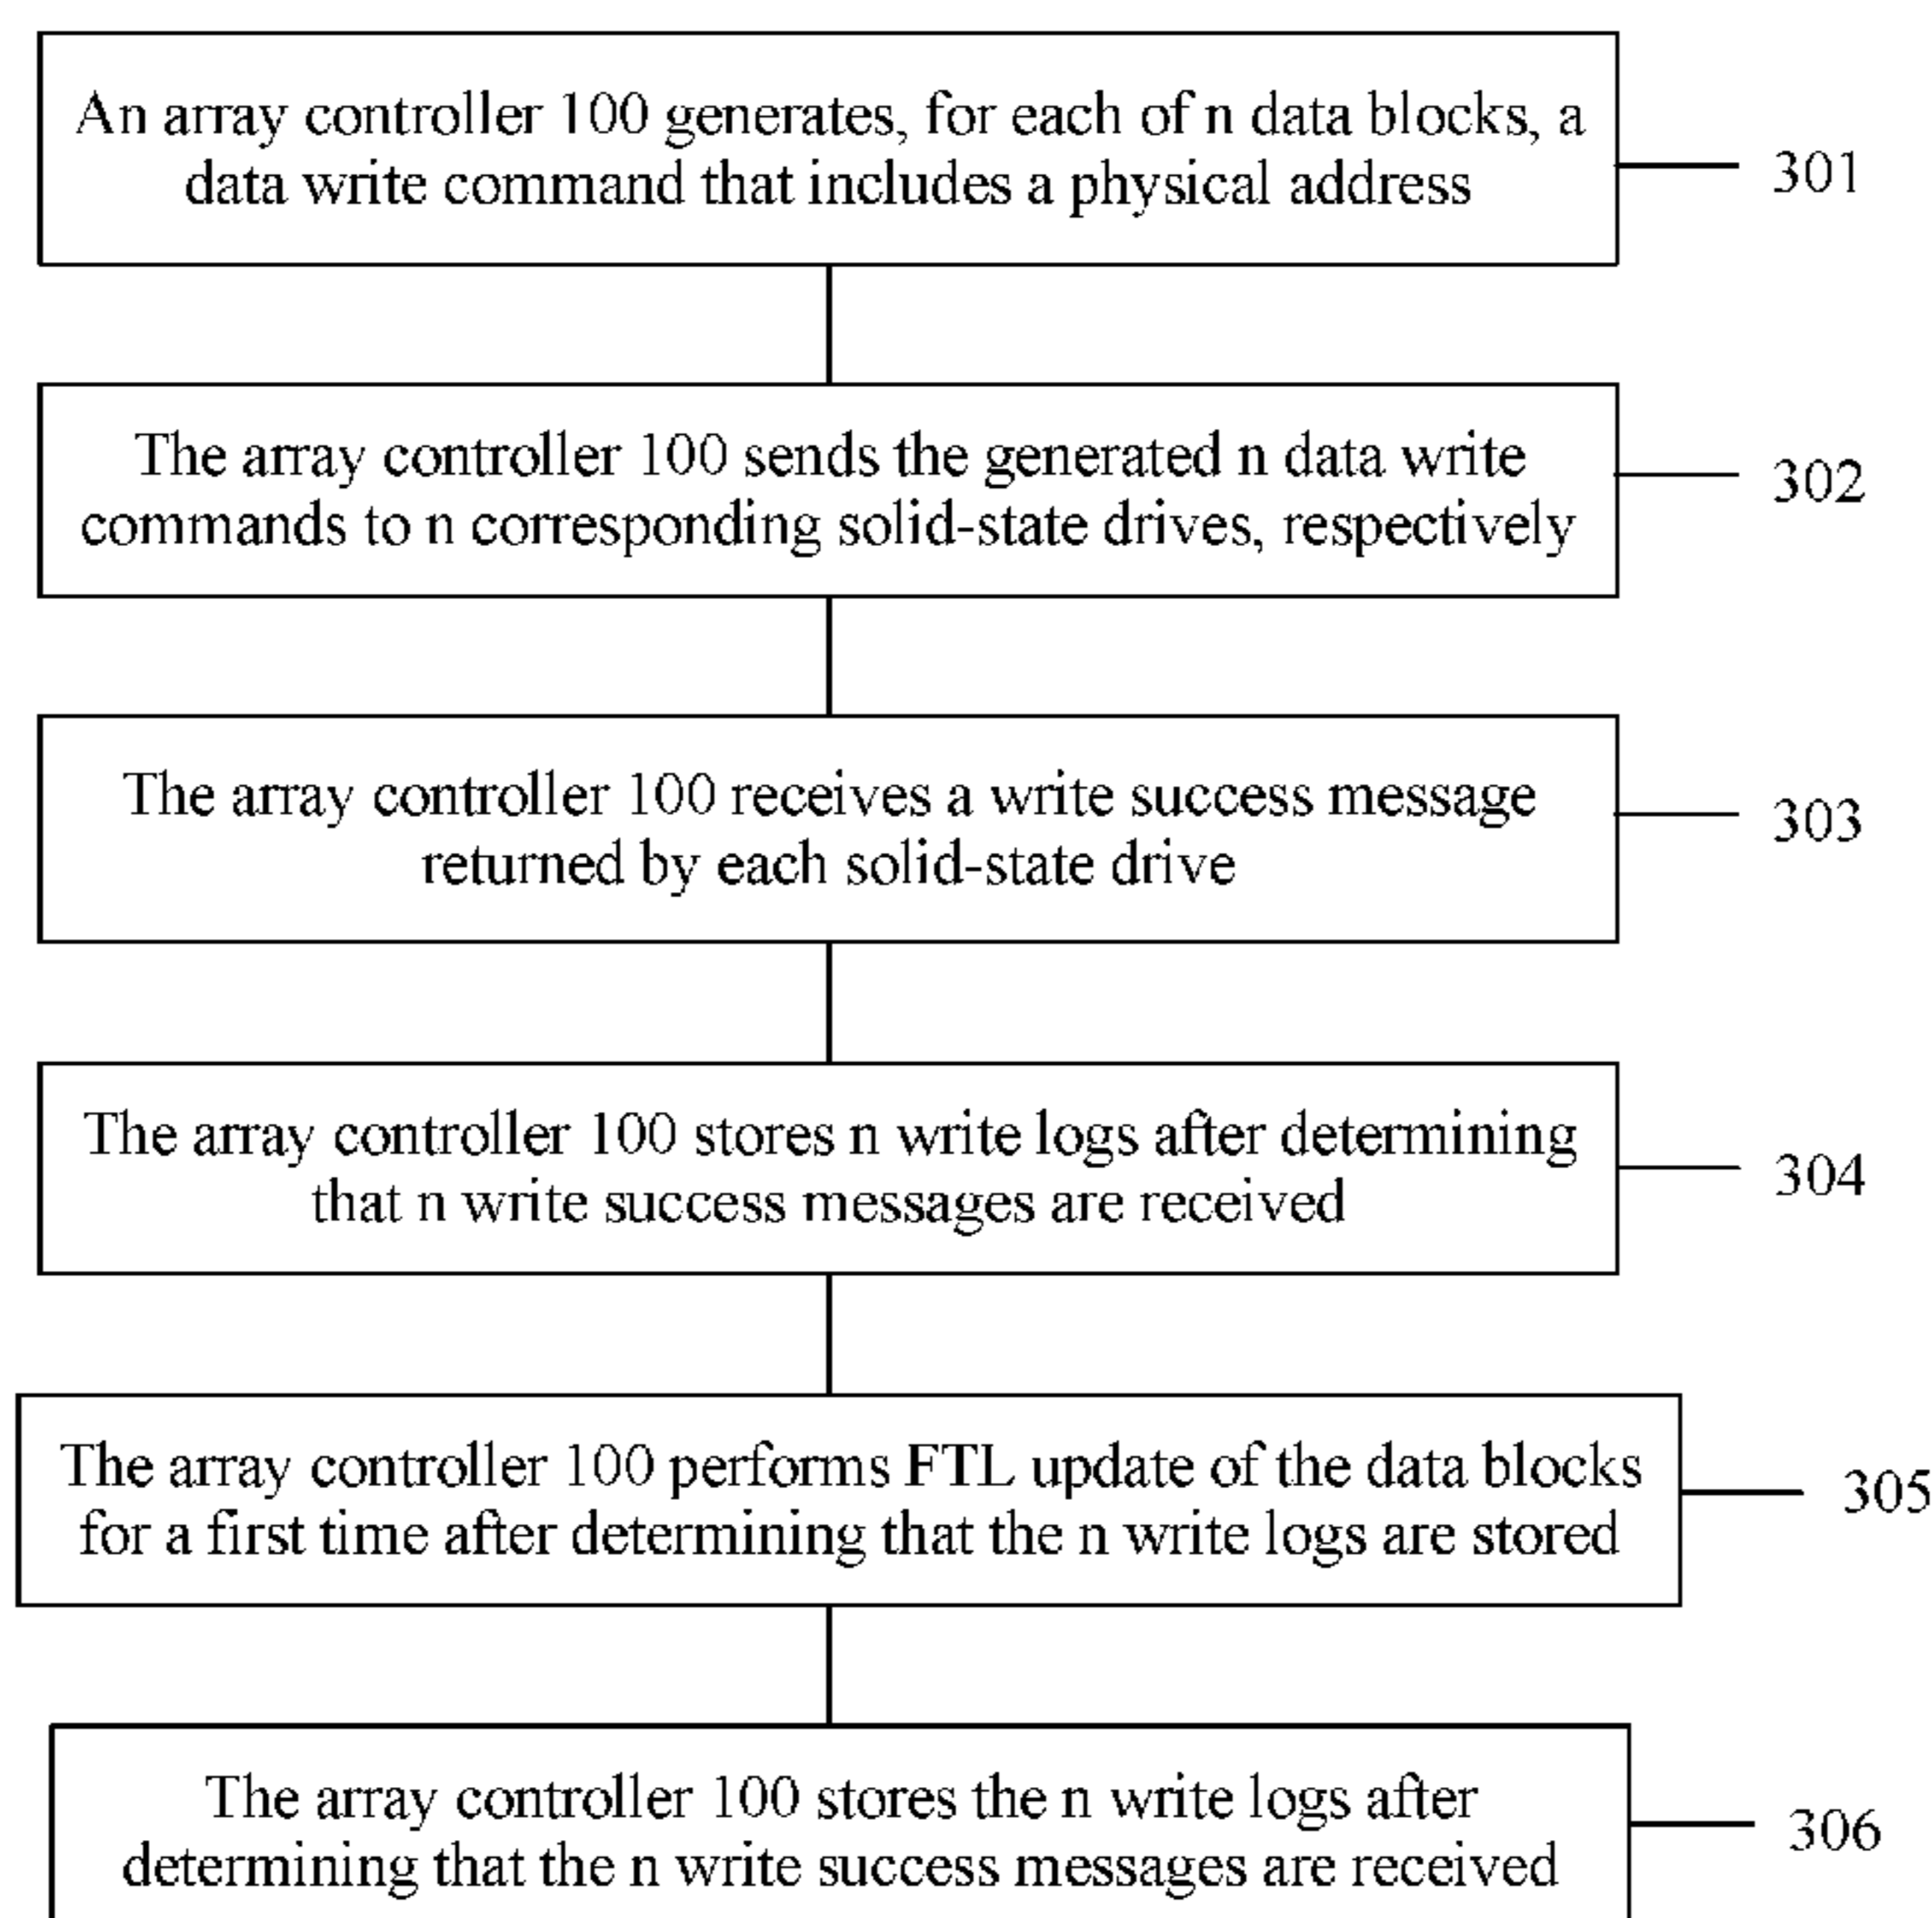 An array controller 100 generates, for each of n data blocks, a
data write command that includes a physical address
301
The array controller 100 sends the generated n data write
commands to n corresponding solid-state drives, respectively
302
The array controller 100 receives a write success message
returned by each solid-state drive
303
The array controller 100 stores n write logs after determining
that n write success messages are received
304
The array controller 100 performs FTL update of the data blocks
for a first time after determining that the n write logs are stored
305
The array controller 100 stores the n write logs after
determining that the n write success messages are received
306